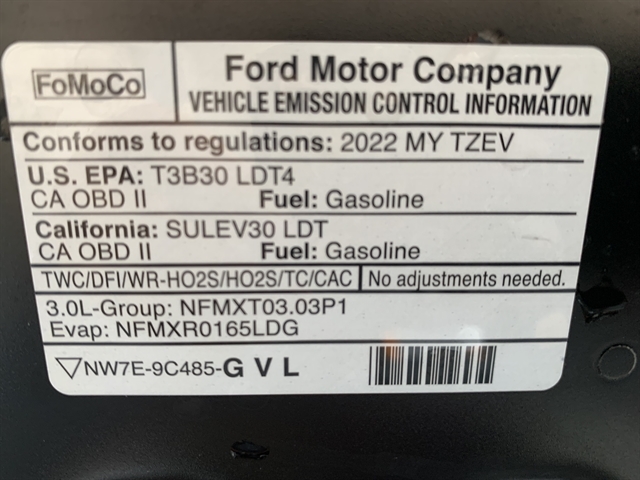 FoMoCo
Ford Motor Company
VEHICLE EMISSION CONTROL INFORMATION
Conforms to regulations: 2022 MY TZEV
U.S. EPA: T3B30 LDT4
CA OBD II Fuel: Gasoline
California: SULEV30 LDT
CA OBD II Fuel: Gasoline
TWC/DFI/WR-HO2S/HO2S/TC/CAC No adjustments needed.
3.0L-Group: NFMXT03.03P1
Evap: NFMXR0165LDG
NW7E-9C485-G V L